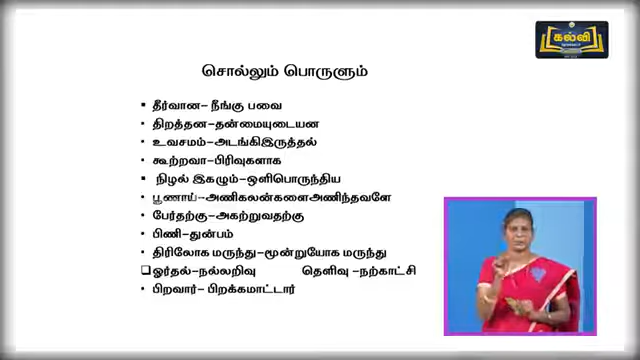 கல்வி
சொல்லும் பொருளும்
▪ தீர்வான– நீங்கு பவை
• திறத்தன–தன்மையுடையன
• உவசமம்–அடங்கிஇருத்தல்
• கூற்றவா–பிரிவுகளாக
▪ நிழல் இகழும்–ஒளிபொருந்திய
• பூணாய்–அணிகலன்களைஅணிந்தவளே
• பேர்தற்கு–அகற்றுவதற்கு
• பிணி–துன்பம்
• திரிலோக மருந்து–மூன்றுயோக மருந்து
❑ஓர்தல்–நல்லறிவு தெளிவு –நற்காட்சி
• பிறவார்– பிறக்கமாட்டார்